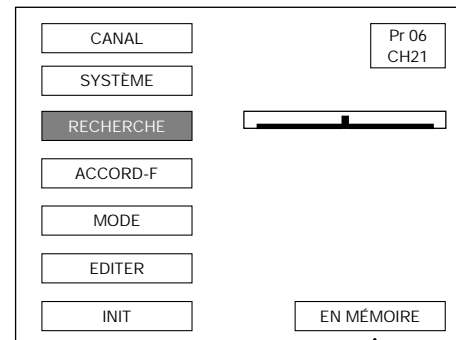 CANAL
Pr 06
CH21
SYSTÈME
RECHERCHE
ACCORD-F
MODE
EDITER
INIT
EN MÉMOIRE